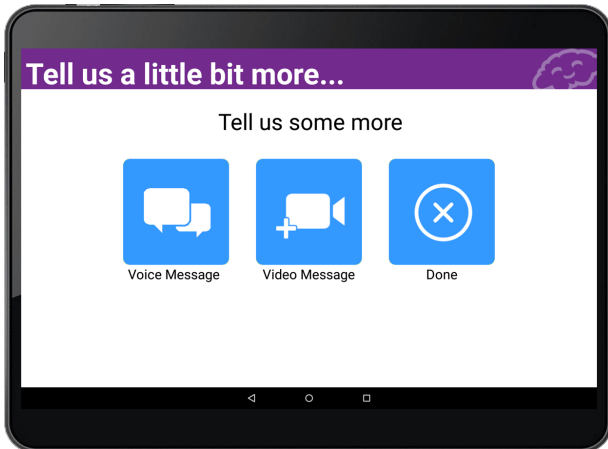 Tell us a little bit more...
Tell us some more
Voice Message
Video Message
Done